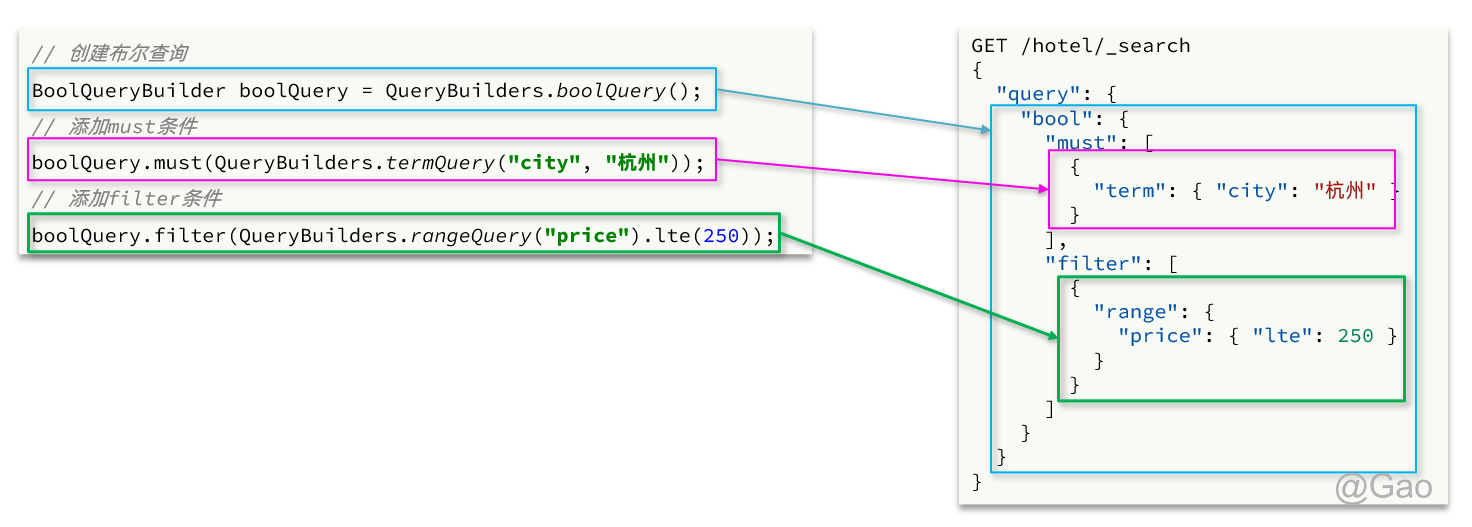 // 创建布尔查询
BoolQueryBuilder boolQuery = QueryBuilders.boolQuery();
// 添加must条件
boolQuery.must(QueryBuilders.termQuery("city", "杭州"));
// 添加filter条件
boolQuery.filter(QueryBuilders.rangeQuery("price").lte(250));
GET /hotel/_search
{
  "query": {
    "bool": {
      "must": [
        {
          "term": { "city": "杭州" }
        }
      ],
      "filter": [
        {
          "range": {
            "price": { "lte": 250 }
          }
        }
      ]
    }
  }
}
@Gao